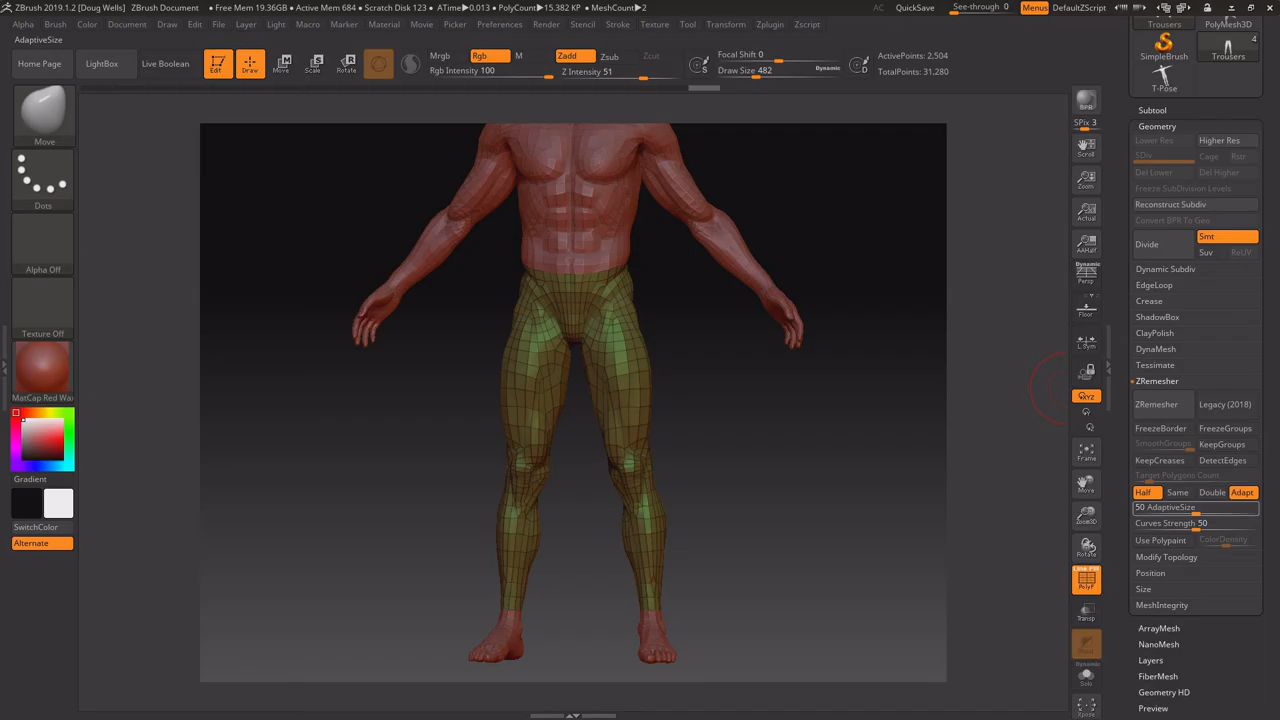 ZBrush 2019.1.2 [Doug Wells] ZBrush Document • Free Mem 19.36GB • Active Mem 684 • Scratch Disk 123 • ATime▶0.013 • PolyCount▶15.382 KP • MeshCount▶2
AC QuickSave See-through 0 Menus DefaultZScript
Alpha Brush Color Document Draw Edit File Layer Light Macro Marker Material Movie Picker Preferences Render Stencil Stroke Texture Tool Transform Zplugin Zscript
AdaptiveSize
Home Page LightBox Live Boolean Edit Draw Move Scale Rotate
Mrgb Rgb M Zadd Zsub Zcut
Rgb Intensity 100 Z Intensity 51
Focal Shift 0
Draw Size 482 Dynamic
S
D
ActivePoints: 2,504
TotalPoints: 31,280
Move
Dots
Alpha Off
Texture Off
MatCap Red Wax
Gradient
SwitchColor
Alternate
BPR
SPix 3
Scroll
Zoom
Actual
AAHalf
Dynamic
Persp
Floor
L.Sym
XYZ
Frame
Move
Zoom3D
Rotate
Line Fill
PolyF
Transp
Dynamic
Solo
Xpose
Trousers PolyMesh3D
4
SimpleBrush Trousers
T-Pose
Subtool
Geometry
Lower Res Higher Res
SDiv Cage Rstr
Del Lower Del Higher
Freeze SubDivision Levels
Reconstruct Subdiv
Convert BPR To Geo
Divide Smt
Suv ReUV
Dynamic Subdiv
EdgeLoop
Crease
ShadowBox
ClayPolish
DynaMesh
Tessimate
ZRemesher
ZRemesher Legacy (2018)
FreezeBorder FreezeGroups
SmoothGroups KeepGroups
KeepCreases DetectEdges
Target Polygons Count
Half Same Double Adapt
50 AdaptiveSize
Curves Strength 50
Use Polypaint ColorDensity
Modify Topology
Position
Size
MeshIntegrity
ArrayMesh
NanoMesh
Layers
FiberMesh
Geometry HD
Preview